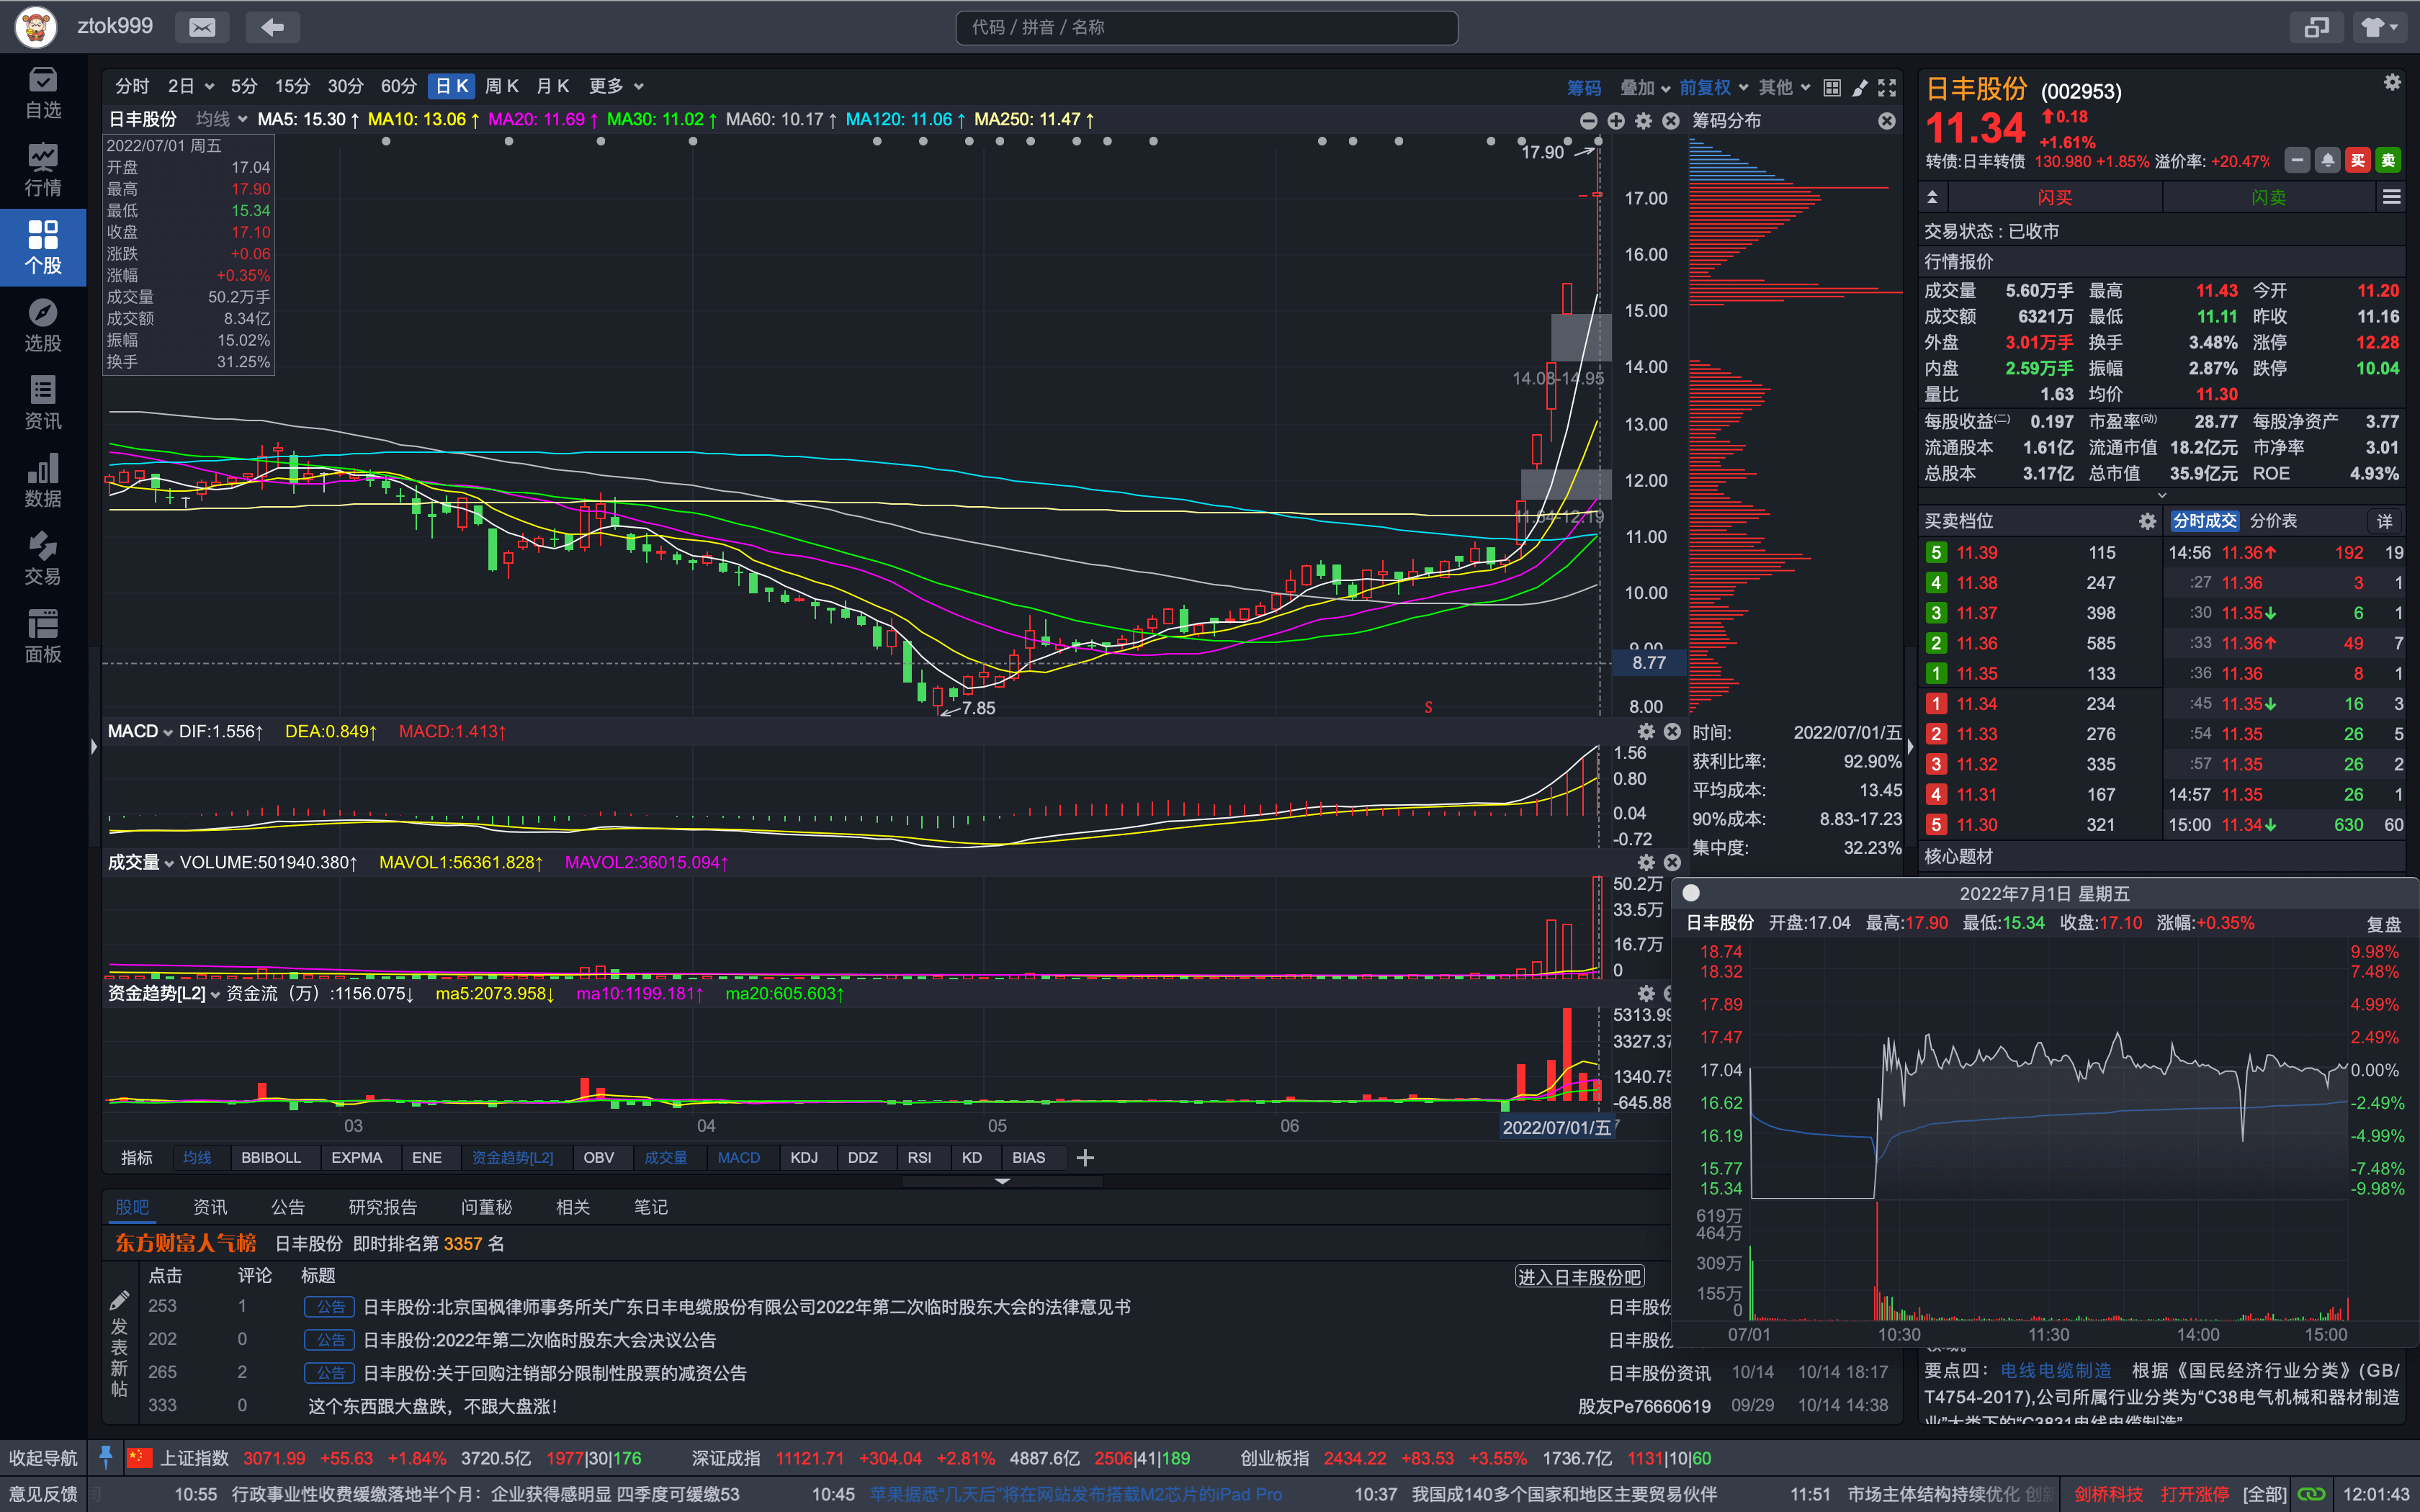 ztok999
代码 / 拼音 / 名称
自选
行情
个股
选股
资讯
数据
交易
面板
分时 2日 5分 15分 30分 60分 日K 周K 月K 更多
筹码 叠加 前复权 其他
日丰股份 均线 MA5: 15.30↑ MA10: 13.06↑ MA20: 11.69↑ MA30: 11.02↑ MA60: 10.17↑ MA120: 11.06↑ MA250: 11.47↑
筹码分布
2022/07/01 周五
开盘 17.04
最高 17.90
最低 15.34
收盘 17.10
涨跌 +0.06
涨幅 +0.35%
成交量 50.2万手
成交额 8.34亿
振幅 15.02%
换手 31.25%
17.90
17.00
16.00
15.00
14.00
14.08-14.95
13.00
12.00
11.64-12.19
11.00
10.00
9.00
8.77
8.00
7.85
S
MACD DIF:1.556↑ DEA:0.849↑ MACD:1.413↑
1.56
0.80
0.04
-0.72
成交量 VOLUME:501940.380↑ MAVOL1:56361.828↑ MAVOL2:36015.094↑
50.2万
33.5万
16.7万
0
资金趋势[L2] 资金流（万）:1156.075↓ ma5:2073.958↓ ma10:1199.181↑ ma20:605.603↑
5313.99
3327.37
1340.75
-645.88
03 04 05 06 2022/07/01/五
指标 均线 BBIBOLL EXPMA ENE 资金趋势[L2] OBV 成交量 MACD KDJ DDZ RSI KD BIAS
时间: 2022/07/01/五
获利比率: 92.90%
平均成本: 13.45
90%成本: 8.83-17.23
集中度: 32.23%
股吧 资讯 公告 研究报告 问董秘 相关 笔记
东方财富人气榜 日丰股份 即时排名第 3357 名
点击 评论 标题
进入日丰股份吧
发表新帖
253 1 公告 日丰股份:北京国枫律师事务所关广东日丰电缆股份有限公司2022年第二次临时股东大会的法律意见书 日丰股份
202 0 公告 日丰股份:2022年第二次临时股东大会决议公告 日丰股份
265 2 公告 日丰股份:关于回购注销部分限制性股票的减资公告 日丰股份资讯 10/14 10/14 18:17
333 0 这个东西跟大盘跌，不跟大盘涨！ 股友Pe76660619 09/29 10/14 14:38
日丰股份 (002953)
11.34 0.18
+1.61%
转债:日丰转债 130.980 +1.85% 溢价率: +20.47%
买 卖
闪买 闪卖
交易状态：已收市
行情报价
成交量 5.60万手 最高 11.43 今开 11.20
成交额 6321万 最低 11.11 昨收 11.16
外盘 3.01万手 换手 3.48% 涨停 12.28
内盘 2.59万手 振幅 2.87% 跌停 10.04
量比 1.63 均价 11.30
每股收益(二) 0.197 市盈率(动) 28.77 每股净资产 3.77
流通股本 1.61亿 流通市值 18.2亿元 市净率 3.01
总股本 3.17亿 总市值 35.9亿元 ROE 4.93%
买卖档位 分时成交 分价表 详
5 11.39 115 14:56 11.36↑ 192 19
4 11.38 247 :27 11.36 3 1
3 11.37 398 :30 11.35↓ 6 1
2 11.36 585 :33 11.36↑ 49 7
1 11.35 133 :36 11.36 8 1
1 11.34 234 :45 11.35↓ 16 3
2 11.33 276 :54 11.35 26 5
3 11.32 335 :57 11.35 26 2
4 11.31 167 14:57 11.35 26 1
5 11.30 321 15:00 11.34↓ 630 60
核心题材
2022年7月1日 星期五
日丰股份 开盘:17.04 最高:17.90 最低:15.34 收盘:17.10 涨幅:+0.35% 复盘
18.74 9.98%
18.32 7.48%
17.89 4.99%
17.47 2.49%
17.04 0.00%
16.62 -2.49%
16.19 -4.99%
15.77 -7.48%
15.34 -9.98%
619万
464万
309万
155万
0
07/01 10:30 11:30 14:00 15:00
要点四：电线电缆制造 根据《国民经济行业分类》(GB/
T4754-2017),公司所属行业分类为“C38电气机械和器材制造
业”大类下的“C3831电线电缆制造”
收起导航 上证指数 3071.99 +55.63 +1.84% 3720.5亿 1977|30|176 深证成指 11121.71 +304.04 +2.81% 4887.6亿 2506|41|189 创业板指 2434.22 +83.53 +3.55% 1736.7亿 1131|10|60
意见反馈 10:55 行政事业性收费缓缴落地半个月：企业获得感明显 四季度可缓缴53 10:45 苹果据悉“几天后”将在网站发布搭载M2芯片的iPad Pro 10:37 我国成140多个国家和地区主要贸易伙伴 11:51 市场主体结构持续优化 创新 剑桥科技 打开涨停 [全部] 12:01:43